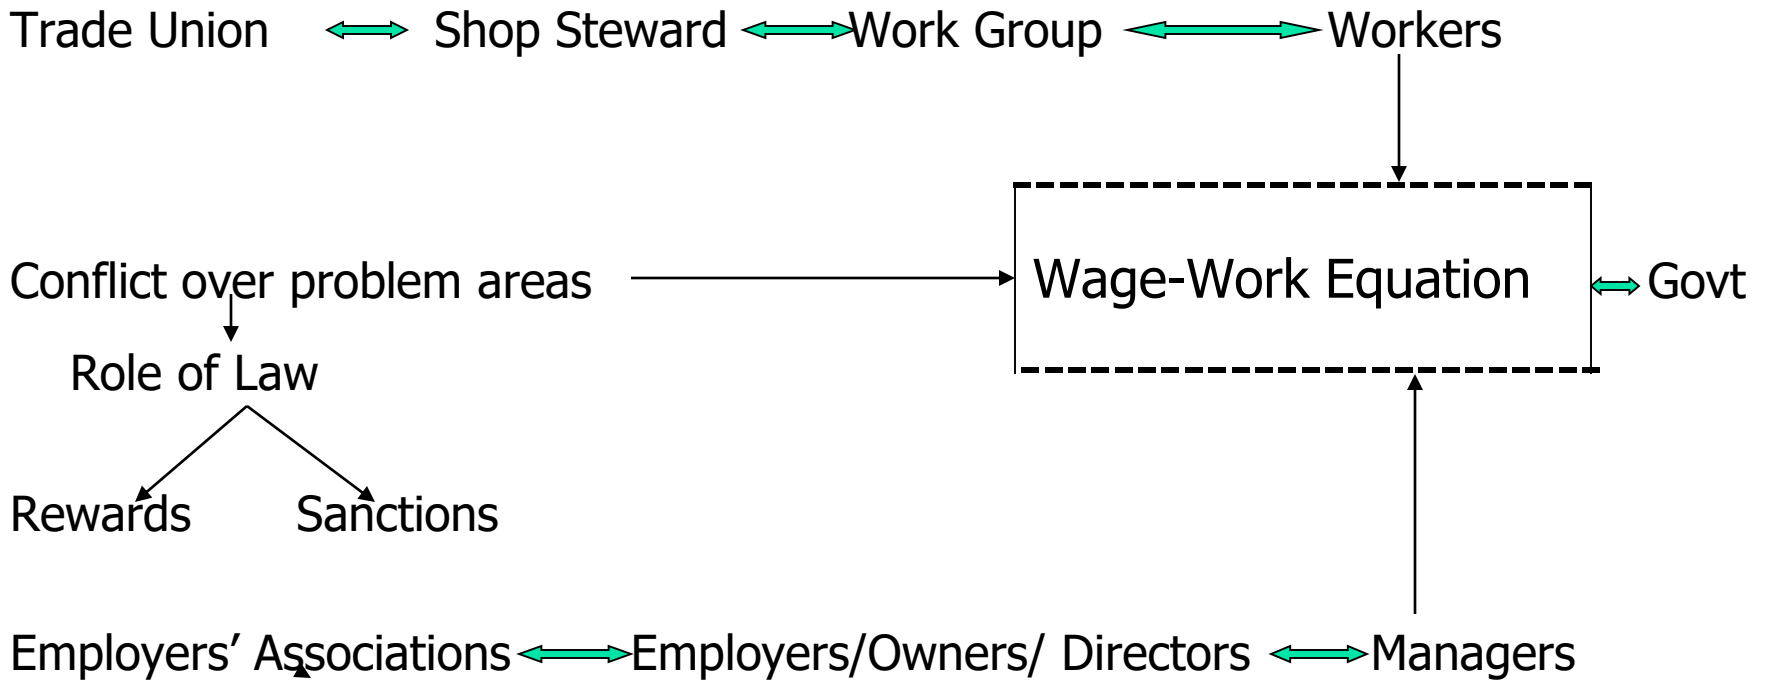 Trade Union Shop Steward Work Group Workers
Conflict over problem areas Wage-Work Equation Govt
Role of Law
Rewards Sanctions
Employers’ Associations Employers/Owners/ Directors Managers